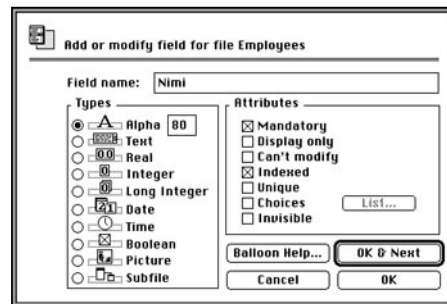 Add or modify field for file Employees
Field name: Nimi
Types
Alpha 80
Text
Real
Integer
Long Integer
Date
Time
Boolean
Picture
Subfile
Attributes
Mandatory
Display only
Can't modify
Indexed
Unique
Choices List...
Invisible
Balloon Help... OK & Next
Cancel OK